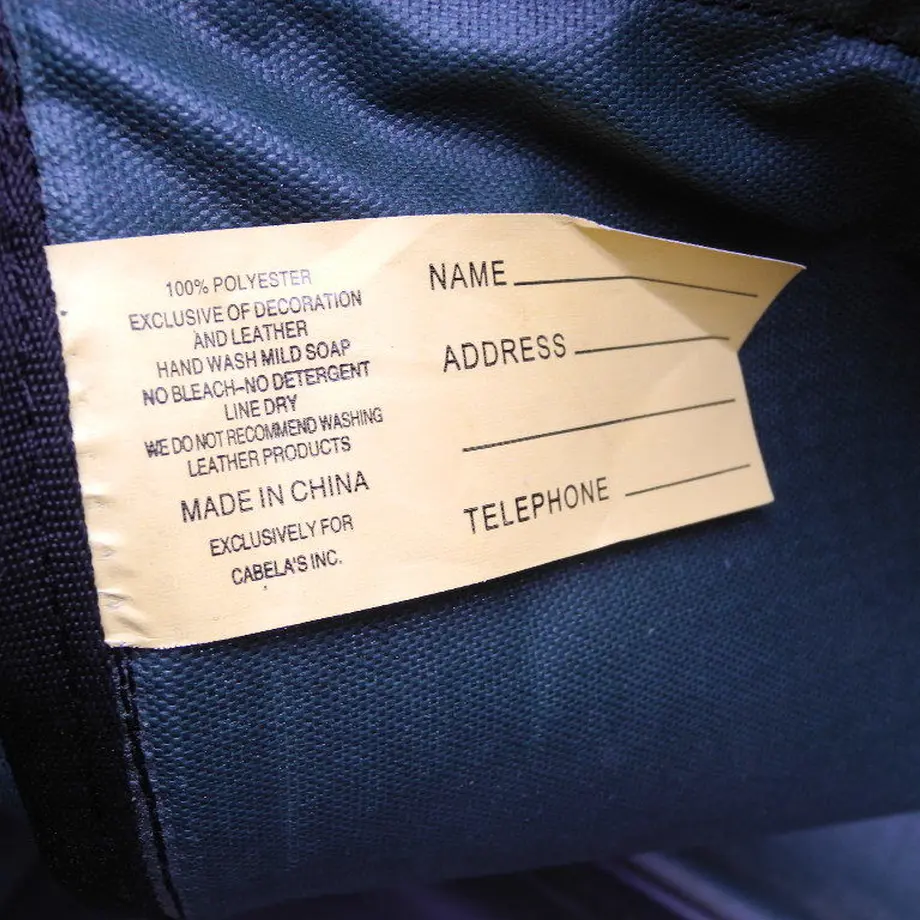 100% POLYESTER
EXCLUSIVE OF DECORATION
AND LEATHER
HAND WASH MILD SOAP
NO BLEACH-NO DETERGENT
LINE DRY
WE DO NOT RECOMMEND WASHING
LEATHER PRODUCTS
MADE IN CHINA
EXCLUSIVELY FOR
CABELA'S INC.
NAME
ADDRESS
TELEPHONE